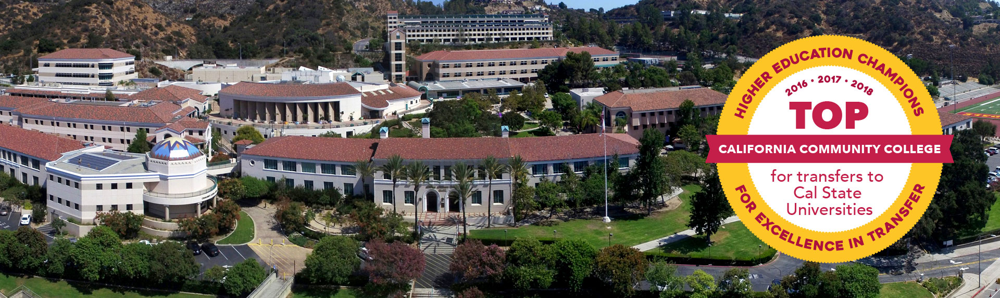 HIGHER EDUCATION CHAMPIONS
2016 • 2017 • 2018
TOP
CALIFORNIA COMMUNITY COLLEGE
for transfers to
Cal State
Universities
FOR EXCELLENCE IN TRANSFER